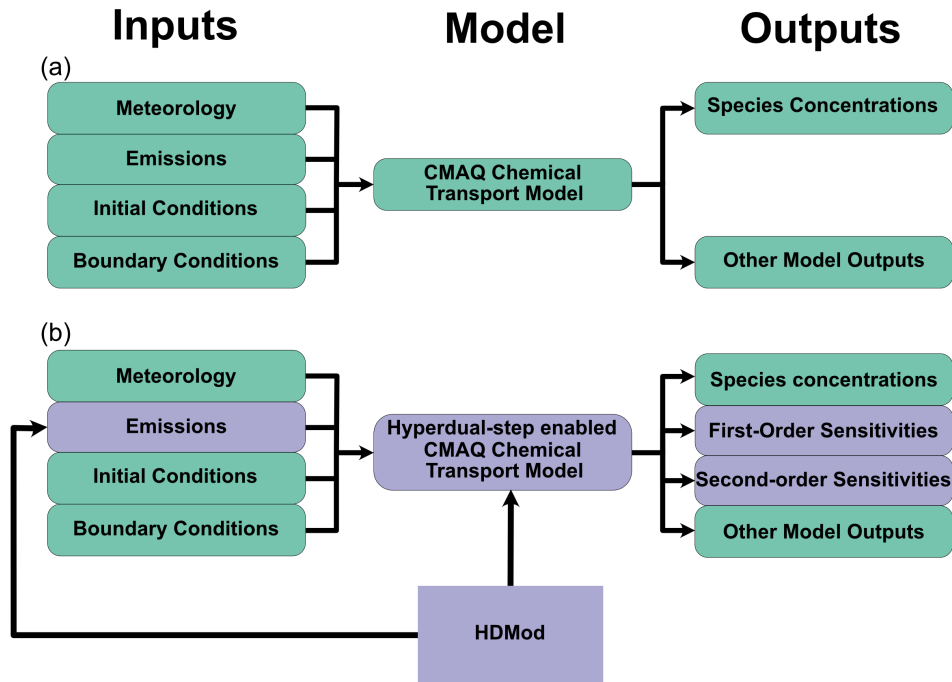 Inputs
Model
Outputs
(a)
Meteorology
Emissions
Initial Conditions
Boundary Conditions
CMAQ Chemical
Transport Model
Species Concentrations
Other Model Outputs
(b)
Meteorology
Emissions
Initial Conditions
Boundary Conditions
Hyperdual-step enabled
CMAQ Chemical
Transport Model
Species concentrations
First-Order Sensitivities
Second-order Sensitivities
Other Model Outputs
HDMod